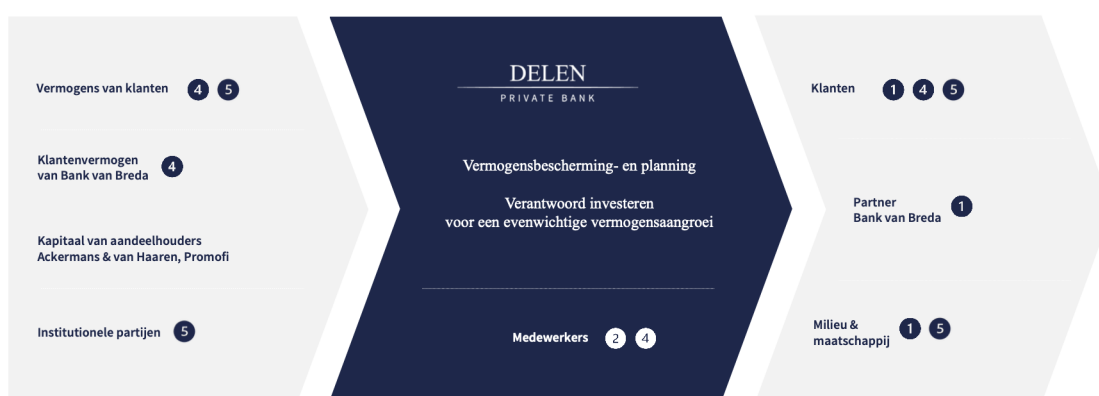 Vermogens van klanten 4 5
Klantenvermogen
van Bank van Breda 4
Kapitaal van aandeelhouders
Ackermans & van Haaren, Promofi
Institutionele partijen 5
DELEN
PRIVATE BANK
Vermogensbescherming- en planning
Verantwoord investeren
voor een evenwichtige vermogensaangroei
Medewerkers 2 4
Klanten 1 4 5
Partner
Bank van Breda 1
Milieu &
maatschappij 1 5